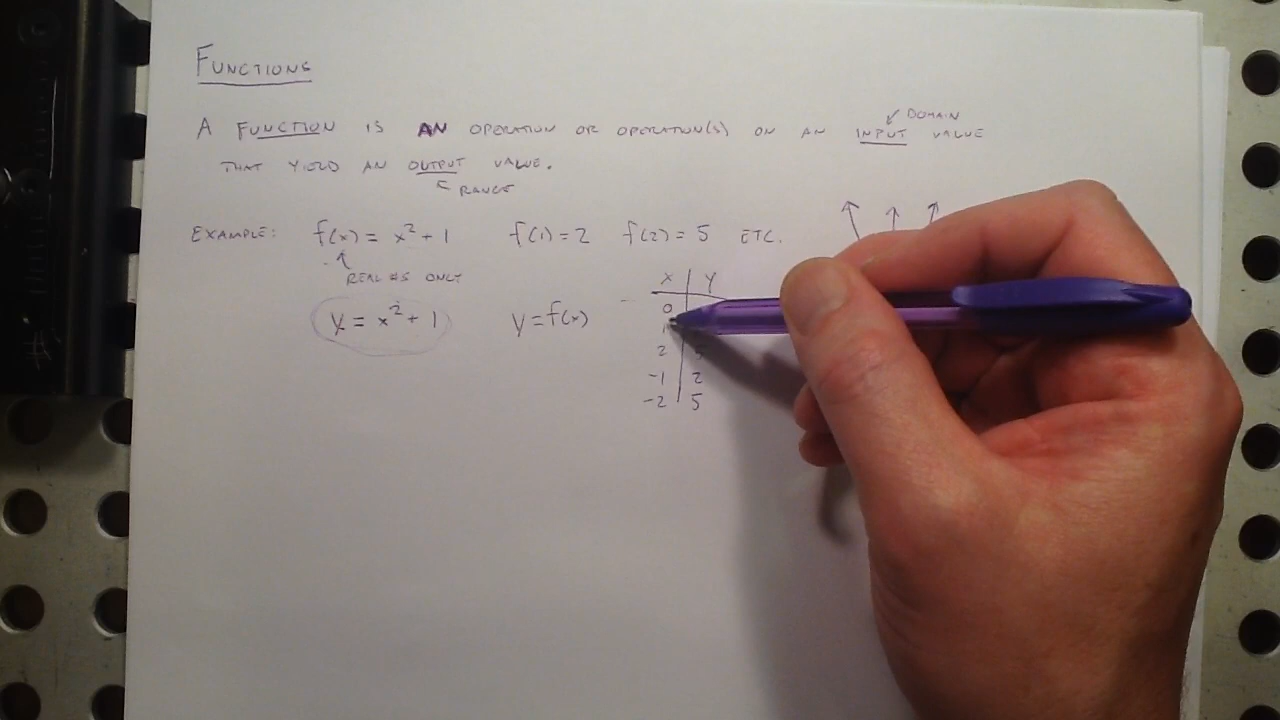 FUNCTIONS
↙ DOMAIN
A FUNCTION IS AN OPERATION OR OPERATION(S) ON AN INPUT VALUE
THAT YIELD AN OUTPUT VALUE.
↖ RANGE
EXAMPLE: f(x) = x² + 1 f(1) = 2 f(2) = 5 ETC.
REAL #S ONLY
X Y
y = x² + 1 y = f(x)
0
1
2 5
-1 2
-2 5